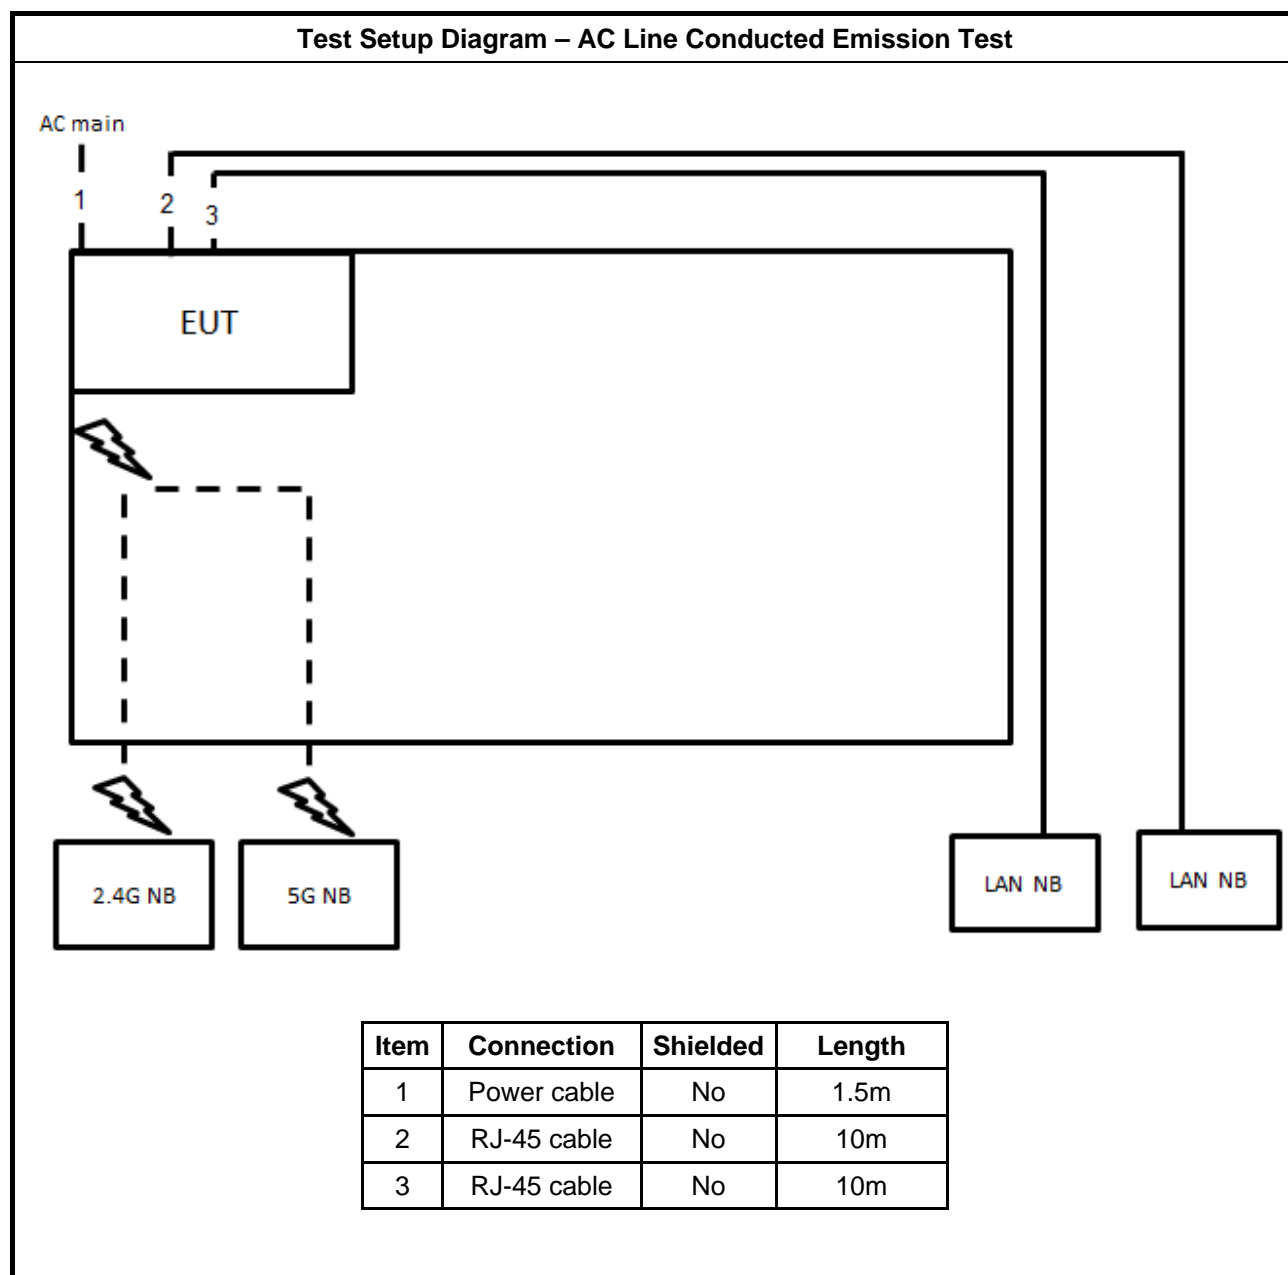 Test Setup Diagram – AC Line Conducted Emission Test
AC main
1
2
3
EUT
2.4G NB
5G NB
LAN NB
LAN NB
Item Connection Shielded Length
1 Power cable No 1.5m
2 RJ-45 cable No 10m
3 RJ-45 cable No 10m